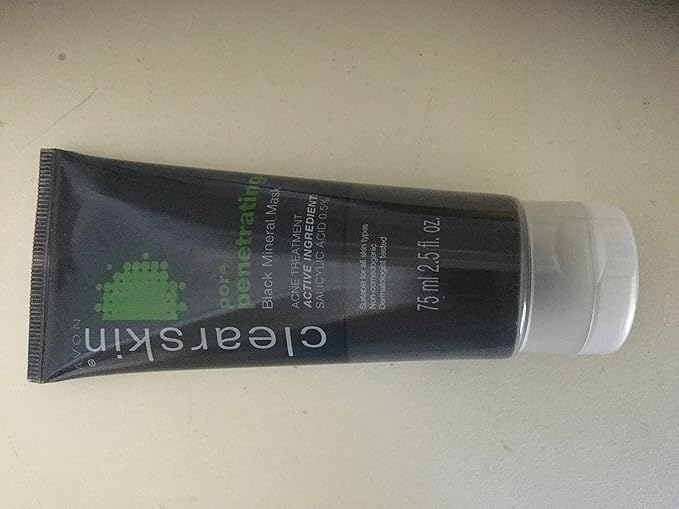 AVON
clearskin®
pore
penetrating
Black Mineral Mask
ACNE TREATMENT
ACTIVE INGREDIENT:
SALICYLIC ACID 0.5%
Suitable for all skin types
Non-comedogenic
Dermatologist tested
75 ml 2.5 fl. oz.